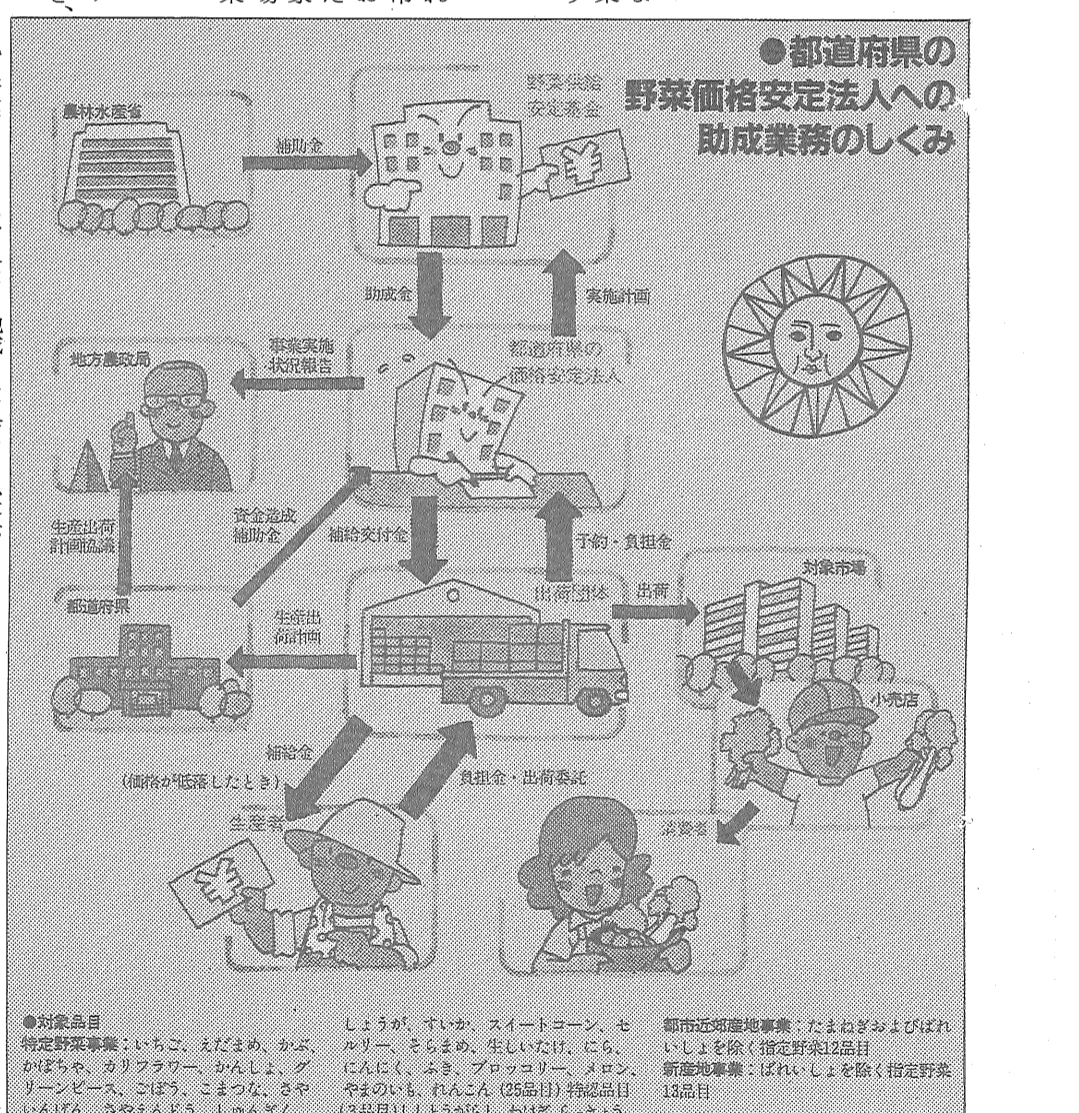 ●都道府県の
野菜価格安定法人への
助成業務のしくみ
農林水産省
補助金
野菜供給
安定基金
助成金
実施計画
地方農政局
事業実施
状況報告
都道府県の
価格安定法人
生産出荷
計画協議
資金造成
補助金
補給交付金
予約・負担金
都道府県
生産出
荷計画
出荷団体
出荷
対象市場
小売店
補給金
(価格が低落したとき)
負担金・出荷委託
生産者
消費者
●対象品目
特定野菜事業:いちご、えだまめ、かぶ、
かぼちゃ、カリフラワー、かんしょ、グ
リーンピース、ごぼう、こまつな、さや
いんげん、さやえんどう、しゅんぎく、
しょうが、すいか、スイートコーン、セ
ルリー、そらまめ、生しいたけ、にら、
にんにく、ふき、ブロッコリー、メロン、
やまのいも、れんこん (25品目) 特認品目
都市近郊産地事業:たまねぎおよびばれ
いしょを除く指定野菜12品目
新産地事業:ばれいしょを除く指定野菜
13品目